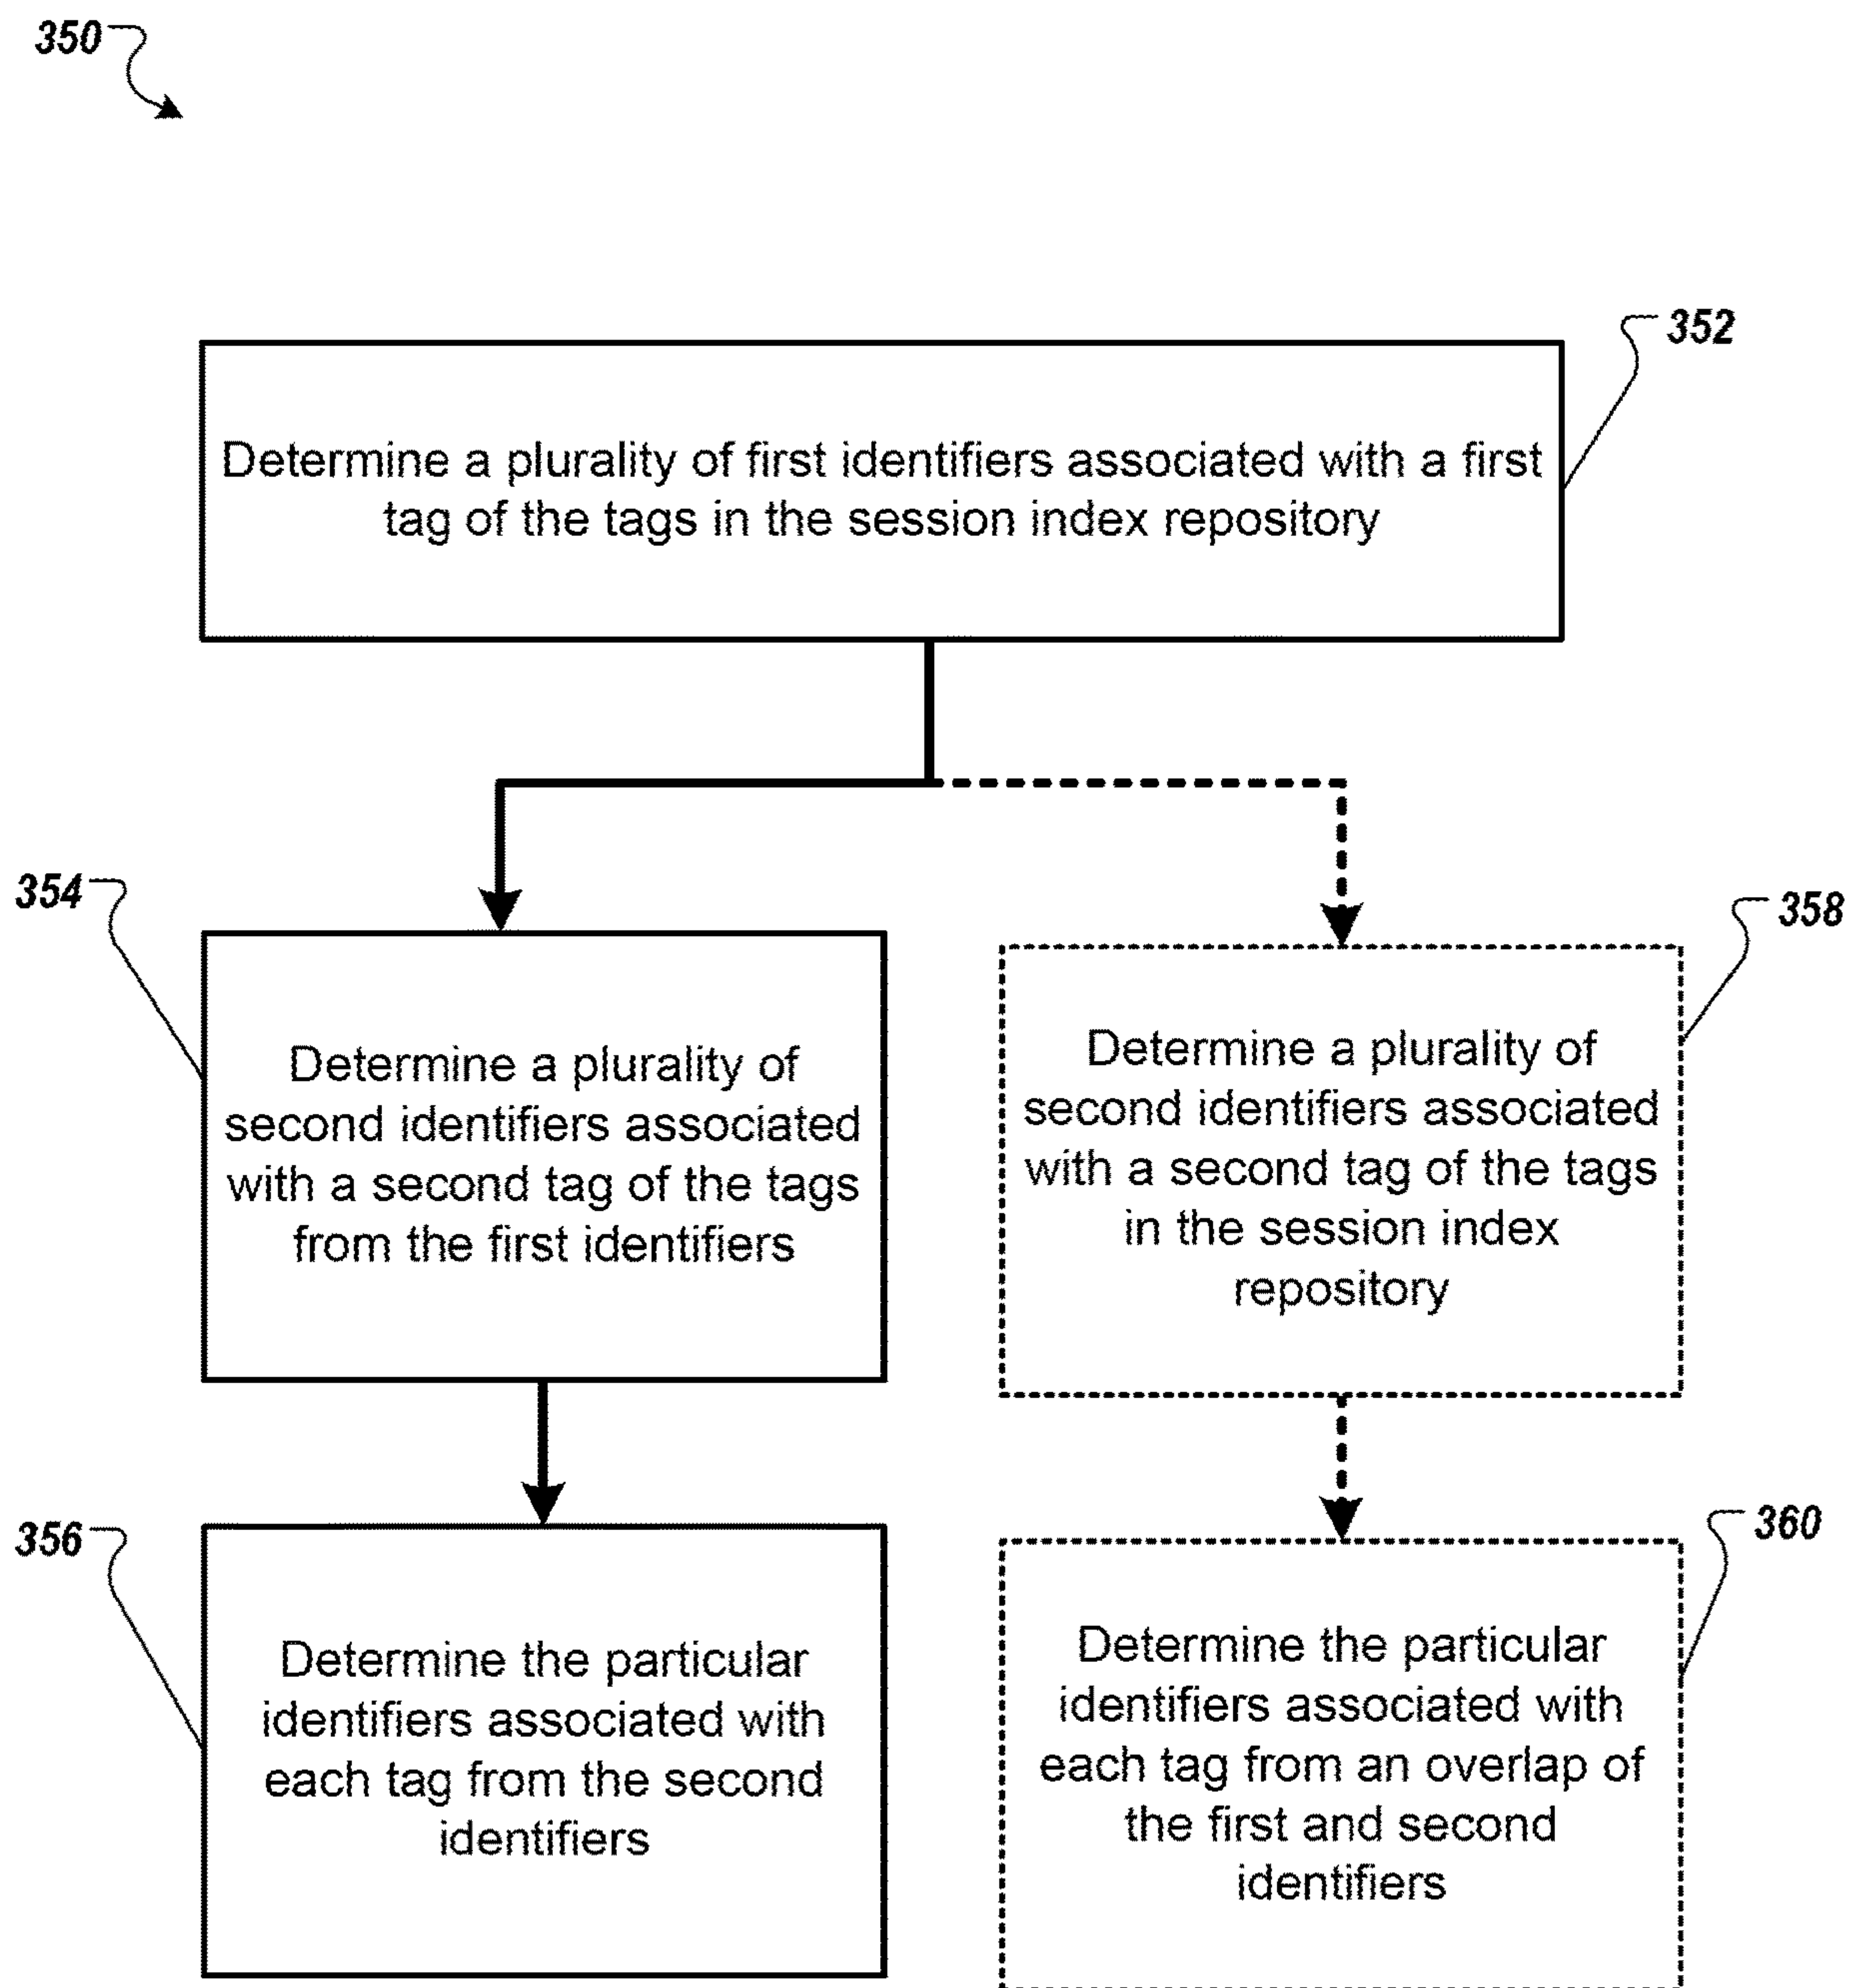 350
352
Determine a plurality of first identifiers associated with a first
tag of the tags in the session index repository
354
Determine a plurality of
second identifiers associated
with a second tag of the tags
from the first identifiers
358
Determine a plurality of
second identifiers associated
with a second tag of the tags
in the session index
repository
356
Determine the particular
identifiers associated with
each tag from the second
identifiers
360
Determine the particular
identifiers associated with
each tag from an overlap of
the first and second
identifiers